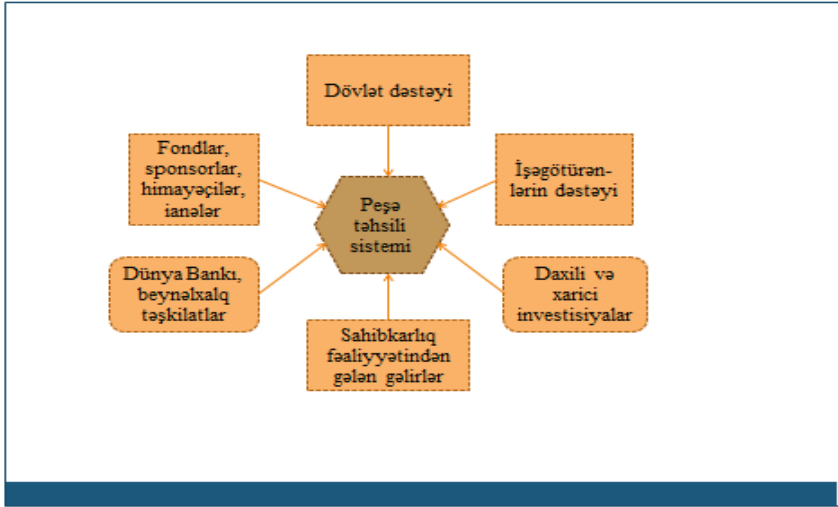 Dövlət dəstəyi
Fondlar,
sponsorlar,
himayəçilər,
ianələr
İşəgötürən-
lərin dəstəyi
Peşə
təhsili
sistemi
Dünya Bankı,
beynəlxalq
təşkilatlar
Daxili və
xarici
investisiyalar
Sahibkarlıq
fəaliyyətindən
gələn gəlirlər